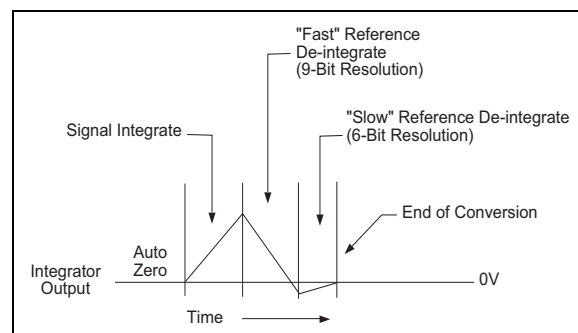 "Fast" Reference
De-integrate
(9-Bit Resolution)
"Slow" Reference De-integrate
(6-Bit Resolution)
Signal Integrate
End of Conversion
Auto
Zero
Integrator
Output
0V
Time